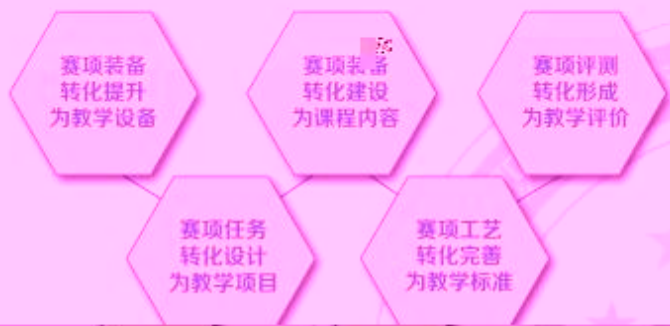 赛项装备
转化提升
为教学设备
赛项装备
转化建设
为课程内容
赛项评测
转化形成
为教学评价
赛项任务
转化设计
为教学项目
赛项工艺
转化完善
为教学标准